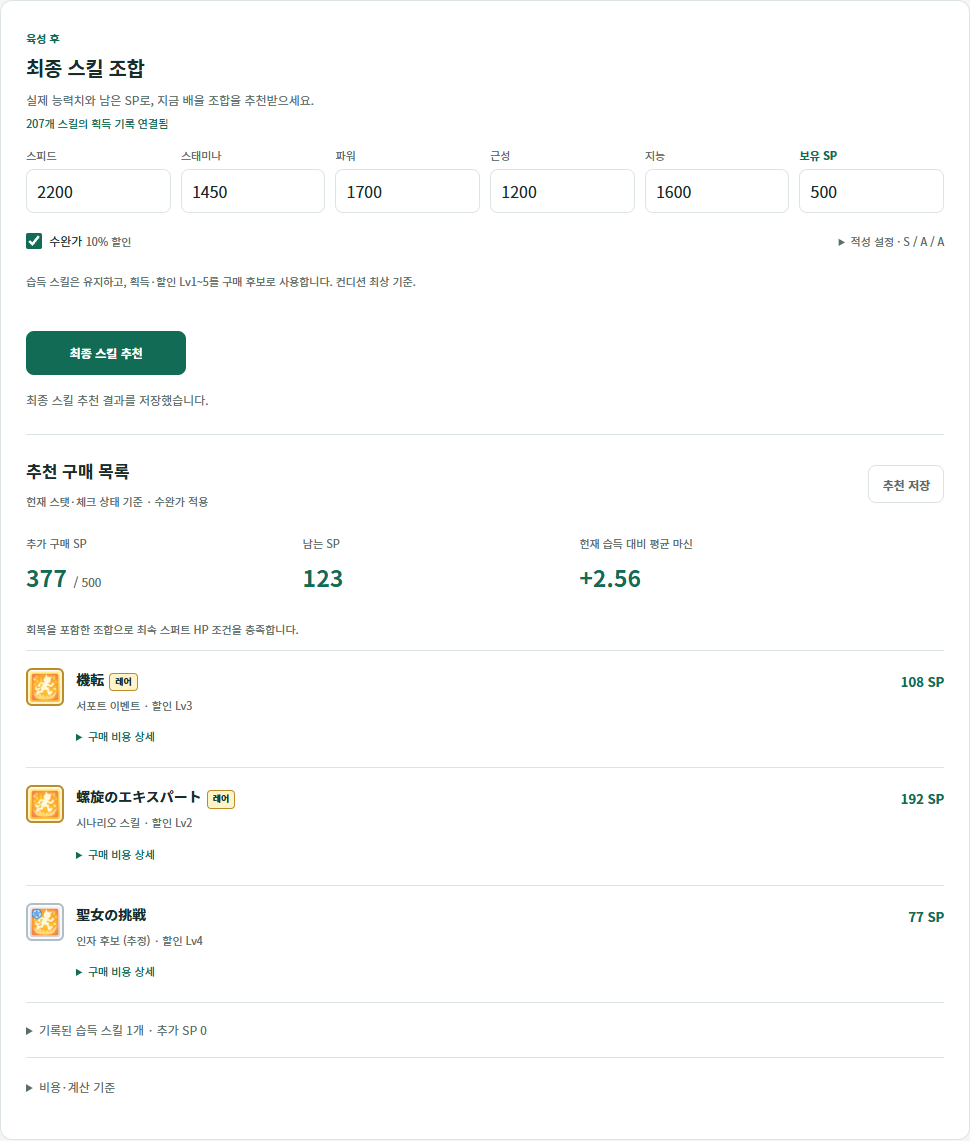 육성 후
최종 스킬 조합
실제 능력치와 남은 SP로, 지금 배울 조합을 추천받으세요.
207개 스킬의 획득 기록 연결됨
스피드 스태미나 파워 근성 지능 보유 SP
2200 1450 1700 1200 1600 500
수완가 10% 할인 ▶ 적성 설정 · S / A / A
습득 스킬은 유지하고, 획득·할인 Lv1~5를 구매 후보로 사용합니다. 컨디션 최상 기준.
최종 스킬 추천
최종 스킬 추천 결과를 저장했습니다.
추천 구매 목록
추천 저장
현재 스탯·체크 상태 기준 · 수완가 적용
추가 구매 SP 남는 SP 현재 습득 대비 평균 마신
377 / 500 123 +2.56
회복을 포함한 조합으로 최속 스퍼트 HP 조건을 충족합니다.
機転 레어 108 SP
서포트 이벤트 · 할인 Lv3
▶ 구매 비용 상세
螺旋のエキスパート 레어 192 SP
시나리오 스킬 · 할인 Lv2
▶ 구매 비용 상세
聖女の挑戦 77 SP
인자 후보 (추정) · 할인 Lv4
▶ 구매 비용 상세
▶ 기록된 습득 스킬 1개 · 추가 SP 0
▶ 비용·계산 기준